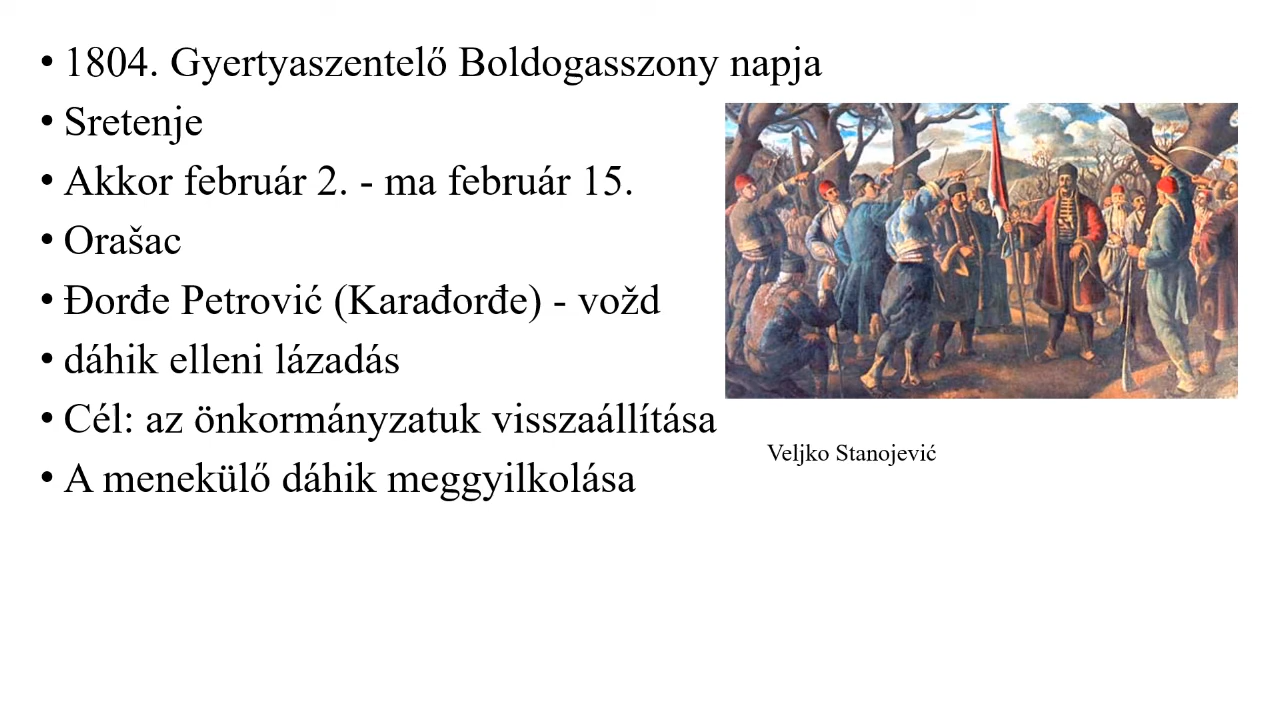 • 1804. Gyertyaszentelő Boldogasszony napja
• Sretenje
• Akkor február 2. - ma február 15.
• Orašac
• Đorđe Petrović (Karađorđe) - vožd
• dáhik elleni lázadás
• Cél: az önkormányzatuk visszaállítása
• A menekülő dáhik meggyilkolása
Veljko Stanojević